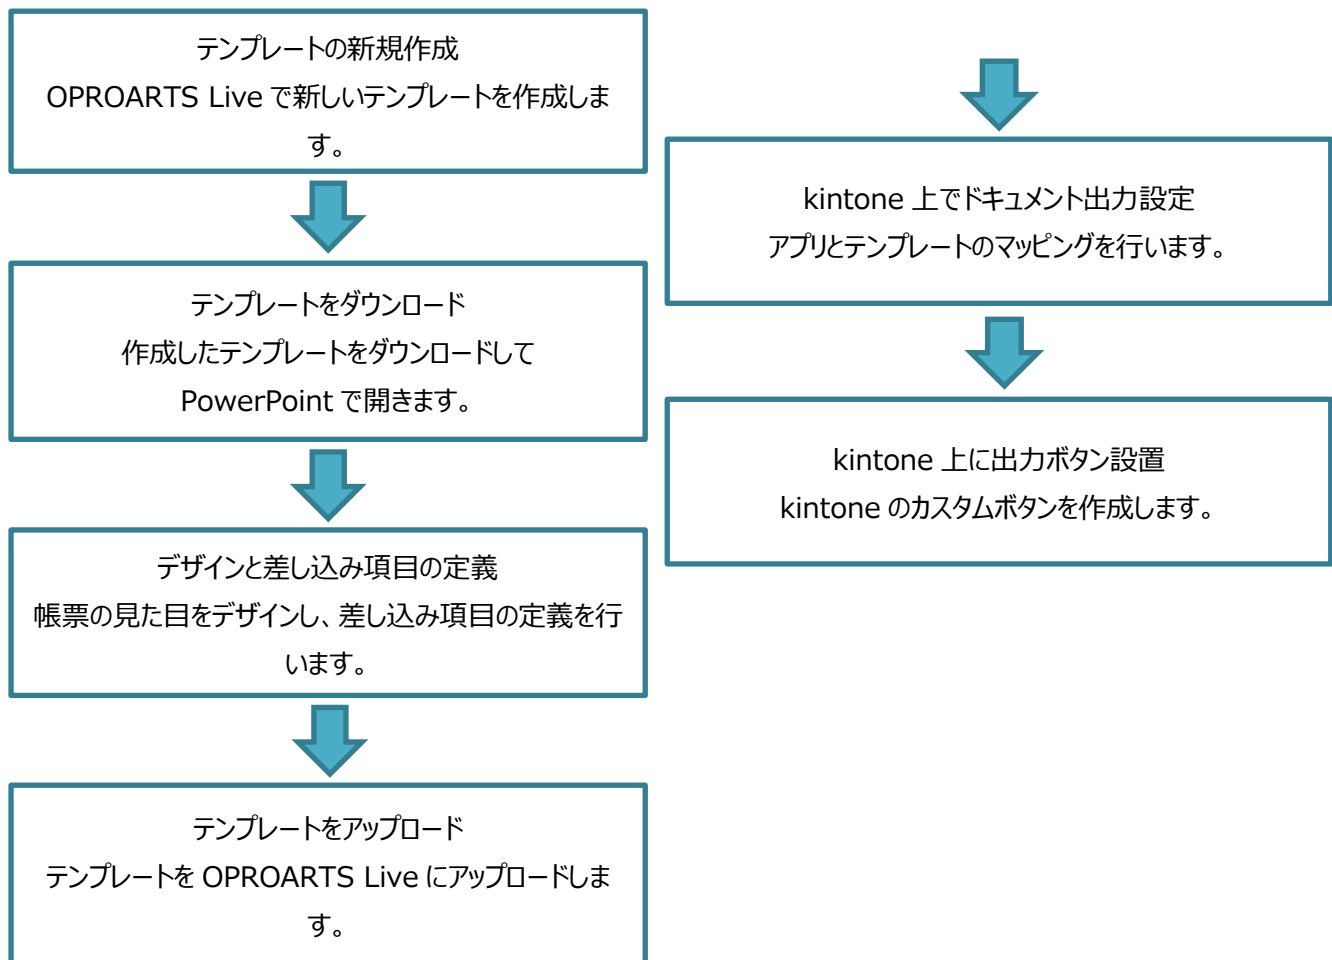 テンプレートの新規作成
OPROARTS Live で新しいテンプレートを作成しま
す。
テンプレートをダウンロード
作成したテンプレートをダウンロードして
PowerPoint で開きます。
デザインと差し込み項目の定義
帳票の見た目をデザインし、差し込み項目の定義を行
います。
テンプレートをアップロード
テンプレートを OPROARTS Live にアップロードしま
す。
kintone 上でドキュメント出力設定
アプリとテンプレートのマッピングを行います。
kintone 上に出力ボタン設置
kintone のカスタムボタンを作成します。